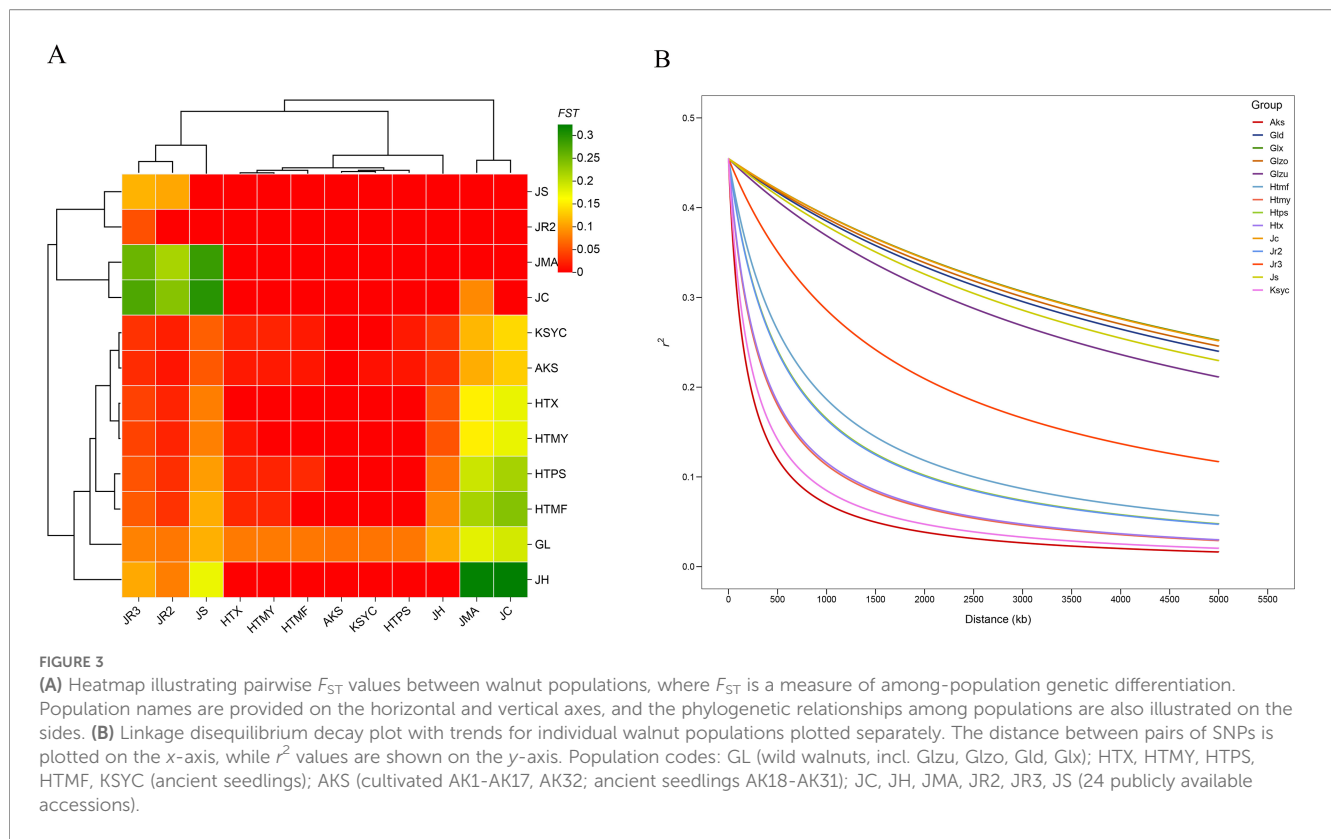 A
B
FST
0.3
0.25
0.2
0.15
0.1
0.05
0
JS
JR2
JMA
JC
KSYC
AKS
HTX
HTMY
HTPS
HTMF
GL
JH
JR3
JR2
JS
HTX
HTMY
HTMF
AKS
KSYC
HTPS
JH
JMA
JC
0.5
0.4
0.3
0.2
0.1
0.0
r²
0
500
1000
1500
2000
2500
3000
3500
4000
4500
5000
5500
Distance (kb)
Group
Aks
Gld
Glx
Glzo
Glzu
Htmf
Htmy
Htps
Htx
Jc
Jr2
Jr3
Js
Ksyc
FIGURE 3
(A) Heatmap illustrating pairwise FST values between walnut populations, where FST is a measure of among-population genetic differentiation.
Population names are provided on the horizontal and vertical axes, and the phylogenetic relationships among populations are also illustrated on the
sides. (B) Linkage disequilibrium decay plot with trends for individual walnut populations plotted separately. The distance between pairs of SNPs is
plotted on the x-axis, while r² values are shown on the y-axis. Population codes: GL (wild walnuts, incl. Glzu, Glzo, Gld, Glx); HTX, HTMY, HTPS,
HTMF, KSYC (ancient seedlings); AKS (cultivated AK1-AK17, AK32; ancient seedlings AK18-AK31); JC, JH, JMA, JR2, JR3, JS (24 publicly available
accessions).